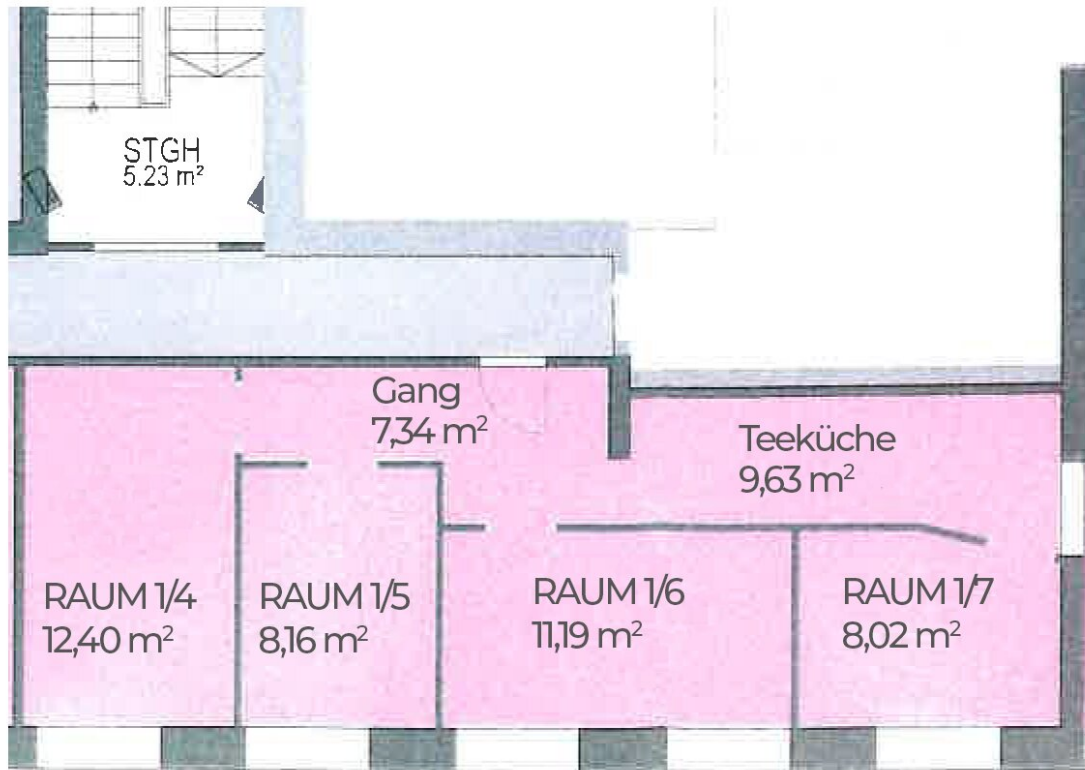 STGH
5.23 m²
Gang
7,34 m²
Teeküche
9,63 m²
RAUM 1/4
12,40 m²
RAUM 1/5
8,16 m²
RAUM 1/6
11,19 m²
RAUM 1/7
8,02 m²